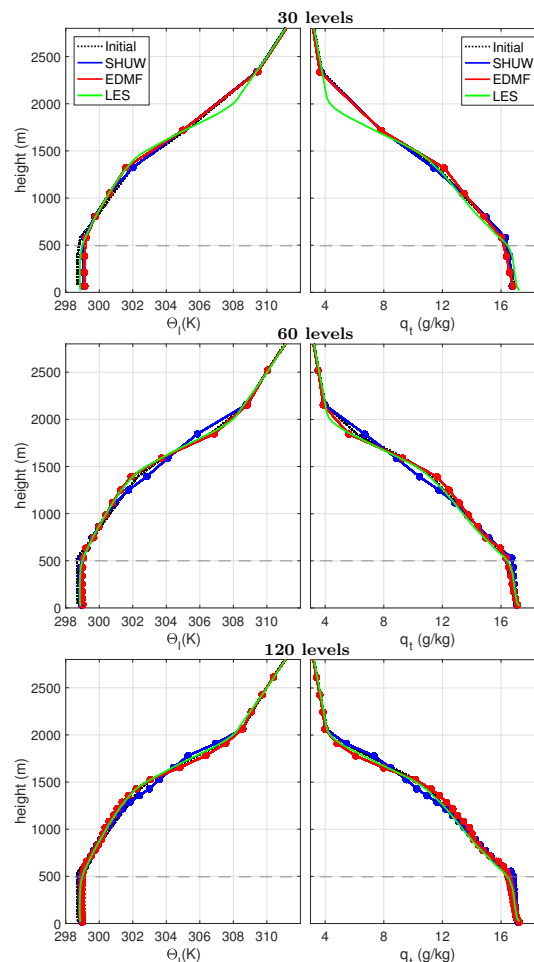 30 levels
Initial
SHUW
EDMF
LES
Initial
SHUW
EDMF
LES
height (m)
2500
2000
1500
1000
500
0
298 300 302 304 306 308 310
4 8 12 16
Θl(K)
qt (g/kg)
60 levels
height (m)
2500
2000
1500
1000
500
0
298 300 302 304 306 308 310
4 8 12 16
Θl(K)
qt (g/kg)
120 levels
height (m)
2500
2000
1500
1000
500
0
298 300 302 304 306 308 310
4 8 12 16
Θl(K)
qt (g/kg)